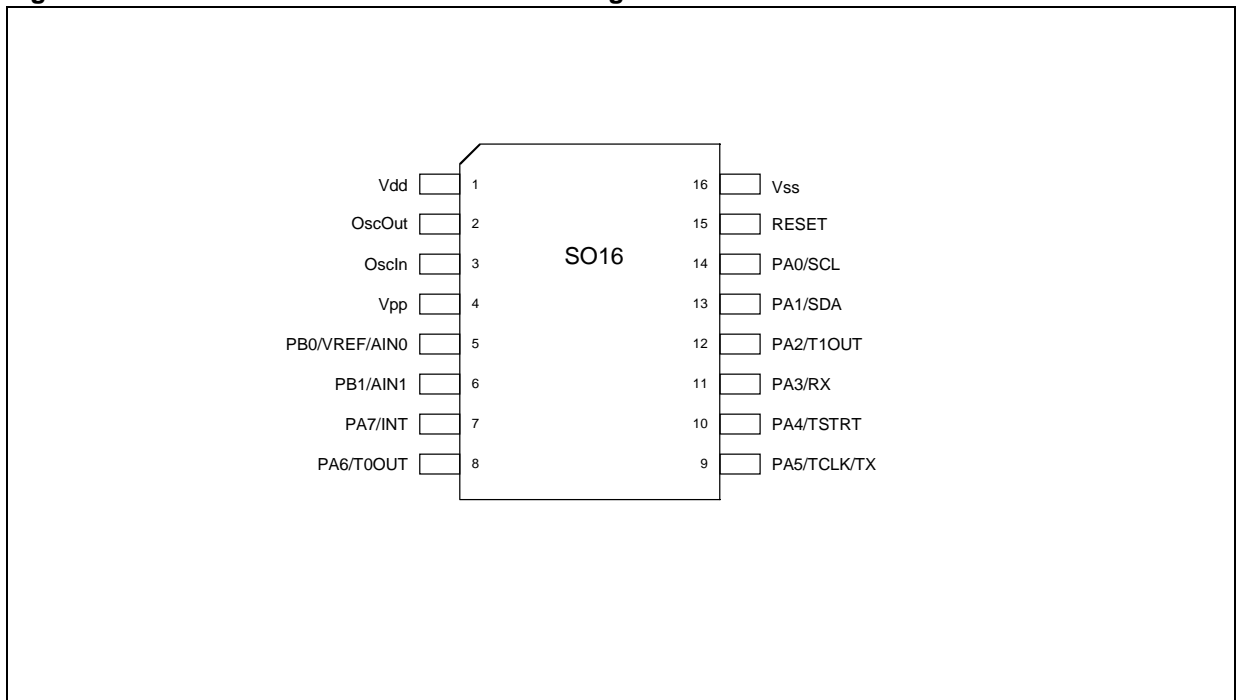 Vdd 1 16 Vss
OscOut 2 15 RESET
OscIn 3 SO16 14 PA0/SCL
Vpp 4 13 PA1/SDA
PB0/VREF/AIN0 5 12 PA2/T1OUT
PB1/AIN1 6 11 PA3/RX
PA7/INT 7 10 PA4/TSTRT
PA6/T0OUT 8 9 PA5/TCLK/TX